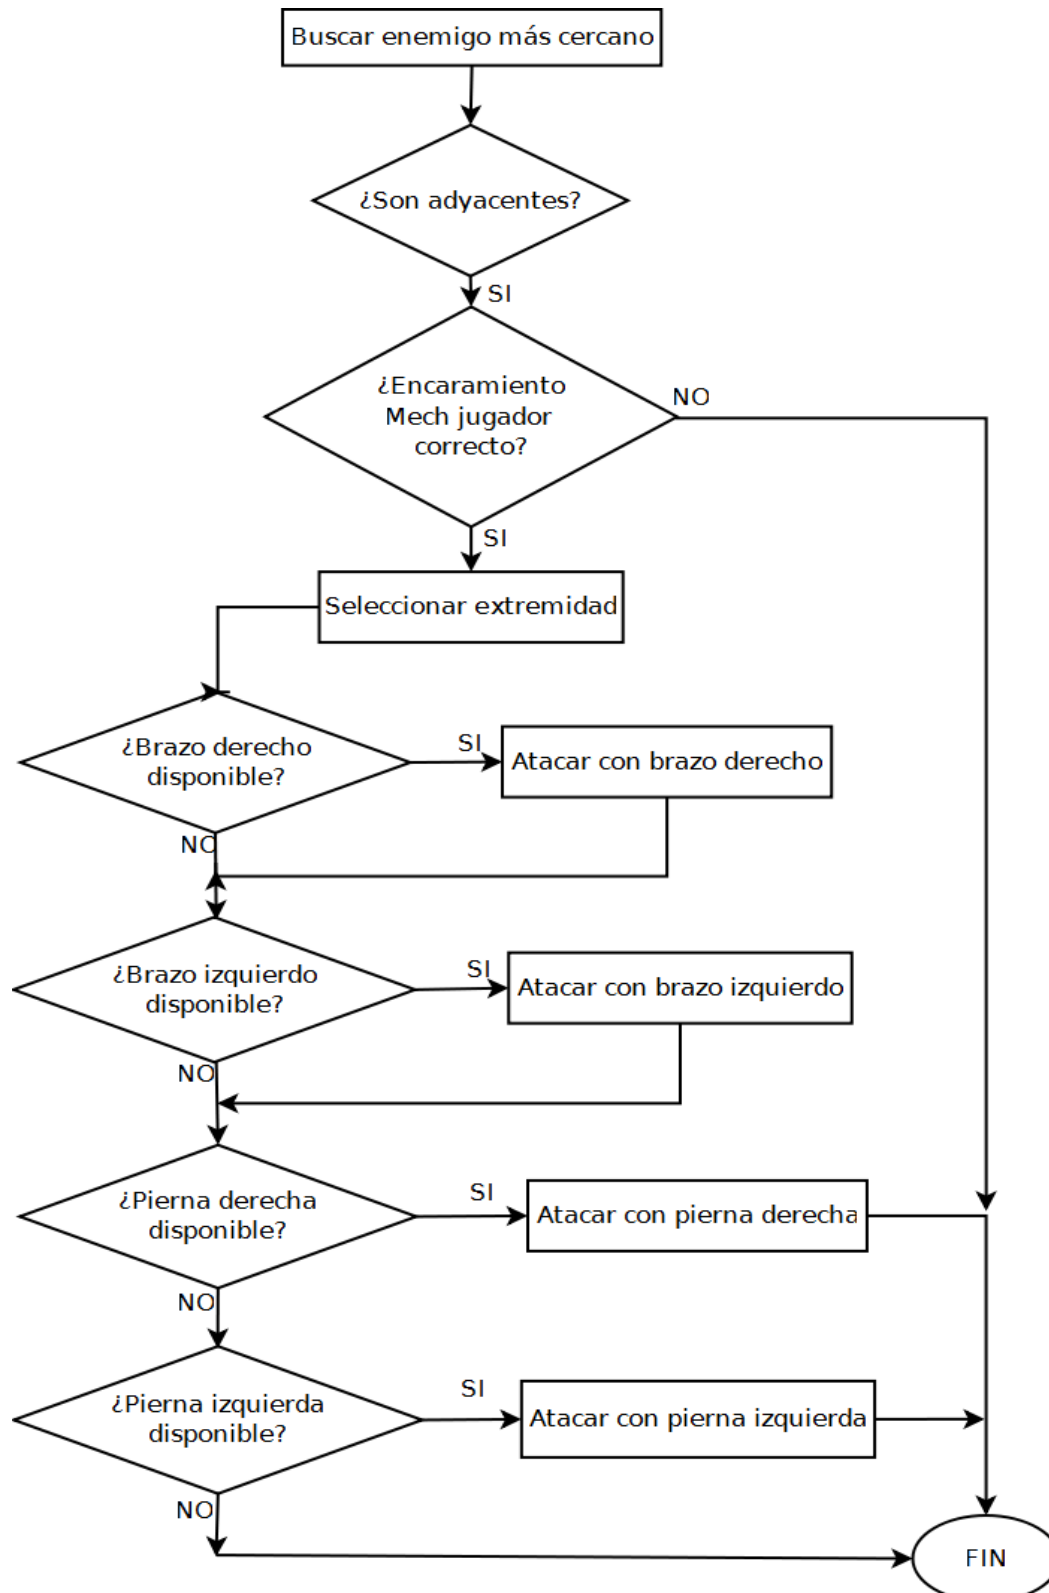 Buscar enemigo más cercano
¿Son adyacentes?
SI
¿Encaramiento
Mech jugador
correcto?
NO
SI
Seleccionar extremidad
¿Brazo derecho
disponible?
SI
Atacar con brazo derecho
NO
¿Brazo izquierdo
disponible?
SI
Atacar con brazo izquierdo
NO
¿Pierna derecha
disponible?
SI
Atacar con pierna derecha
NO
¿Pierna izquierda
disponible?
SI
Atacar con pierna izquierda
NO
FIN